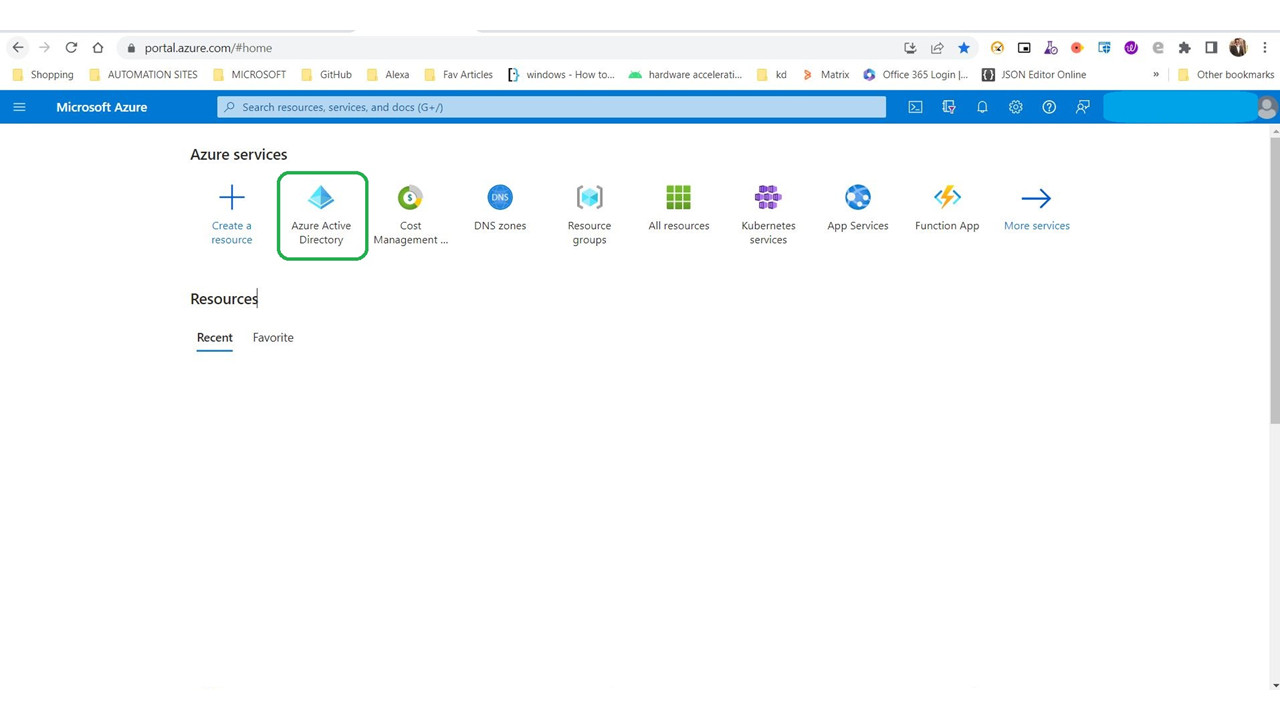 portal.azure.com/#home
Shopping AUTOMATION SITES MICROSOFT GitHub Alexa Fav Articles windows - How to... hardware accelerati... kd Matrix Office 365 Login |... JSON Editor Online » Other bookmarks
Microsoft Azure Search resources, services, and docs (G+/)
Azure services
Create a resource
Azure Active Directory
Cost Management ...
DNS
DNS zones
Resource groups
All resources
Kubernetes services
App Services
Function App
More services
Resources
Recent Favorite